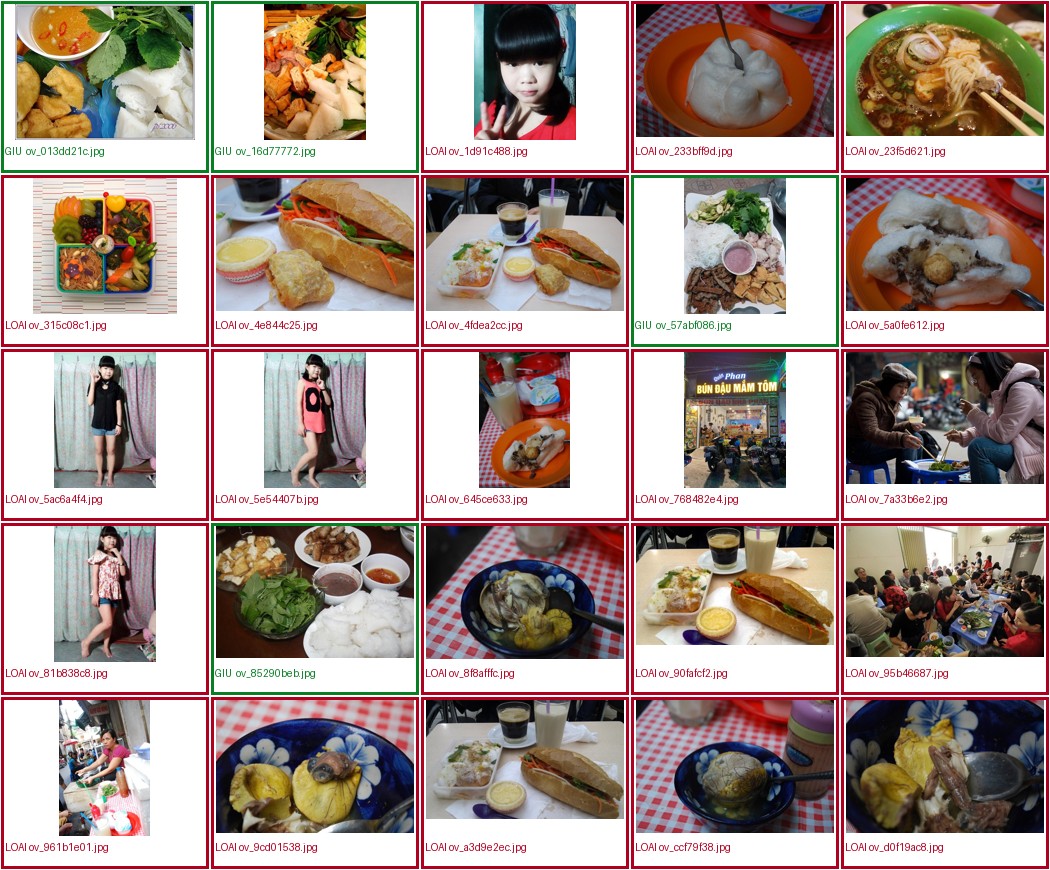 GIU ov_013dd21c.jpg
GIU ov_16d77772.jpg
LOAI ov_1d91c488.jpg
LOAI ov_233bff9d.jpg
LOAI ov_23f5d621.jpg
LOAI ov_315c08c1.jpg
LOAI ov_4e844c25.jpg
LOAI ov_4fdea2cc.jpg
GIU ov_57abf086.jpg
LOAI ov_5a0fe612.jpg
Phan
BÚN ĐẬU MẮM TÔM
LOAI ov_5ac6a4f4.jpg
LOAI ov_5e54407b.jpg
LOAI ov_645ce633.jpg
LOAI ov_768482e4.jpg
LOAI ov_7a33b6e2.jpg
LOAI ov_81b838c8.jpg
GIU ov_85290beb.jpg
LOAI ov_8f8afffc.jpg
LOAI ov_90fafcf2.jpg
LOAI ov_95b46687.jpg
LOAI ov_961b1e01.jpg
LOAI ov_9cd01538.jpg
LOAI ov_a3d9e2ec.jpg
LOAI ov_ccf79f38.jpg
LOAI ov_d0f19ac8.jpg